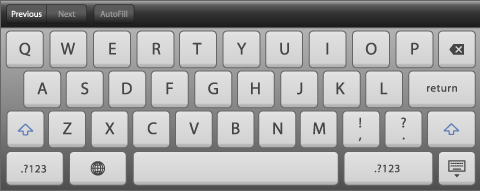 Previous Next AutoFill
Q W E R T Y U I O P
A S D F G H J K L return
Z X C V B N M ! , ? .
.?123 .?123